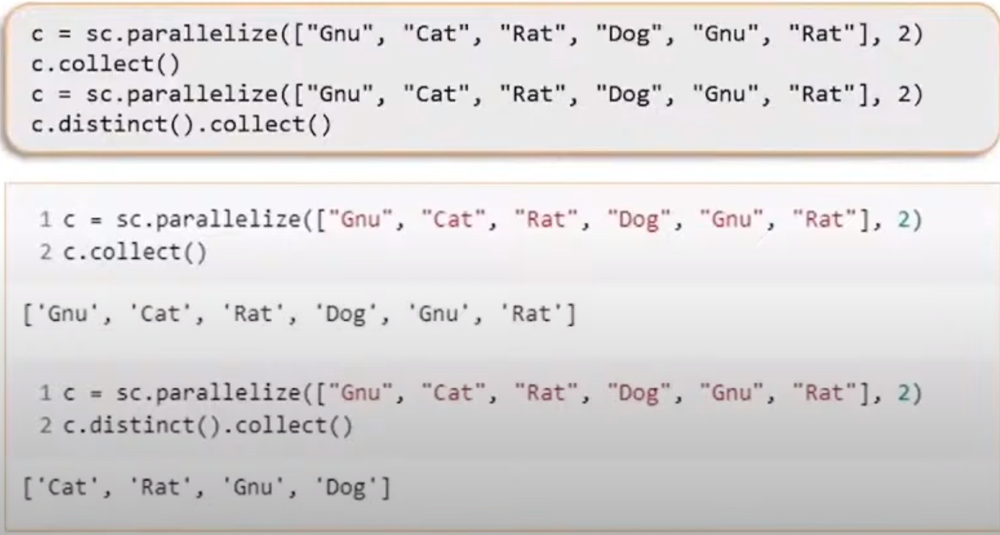 c = sc.parallelize(["Gnu", "Cat", "Rat", "Dog", "Gnu", "Rat"], 2)
c.collect()
c = sc.parallelize(["Gnu", "Cat", "Rat", "Dog", "Gnu", "Rat"], 2)
c.distinct().collect()
1 c = sc.parallelize(["Gnu", "Cat", "Rat", "Dog", "Gnu", "Rat"], 2)
2 c.collect()
['Gnu', 'Cat', 'Rat', 'Dog', 'Gnu', 'Rat']
1 c = sc.parallelize(["Gnu", "Cat", "Rat", "Dog", "Gnu", "Rat"], 2)
2 c.distinct().collect()
['Cat', 'Rat', 'Gnu', 'Dog']